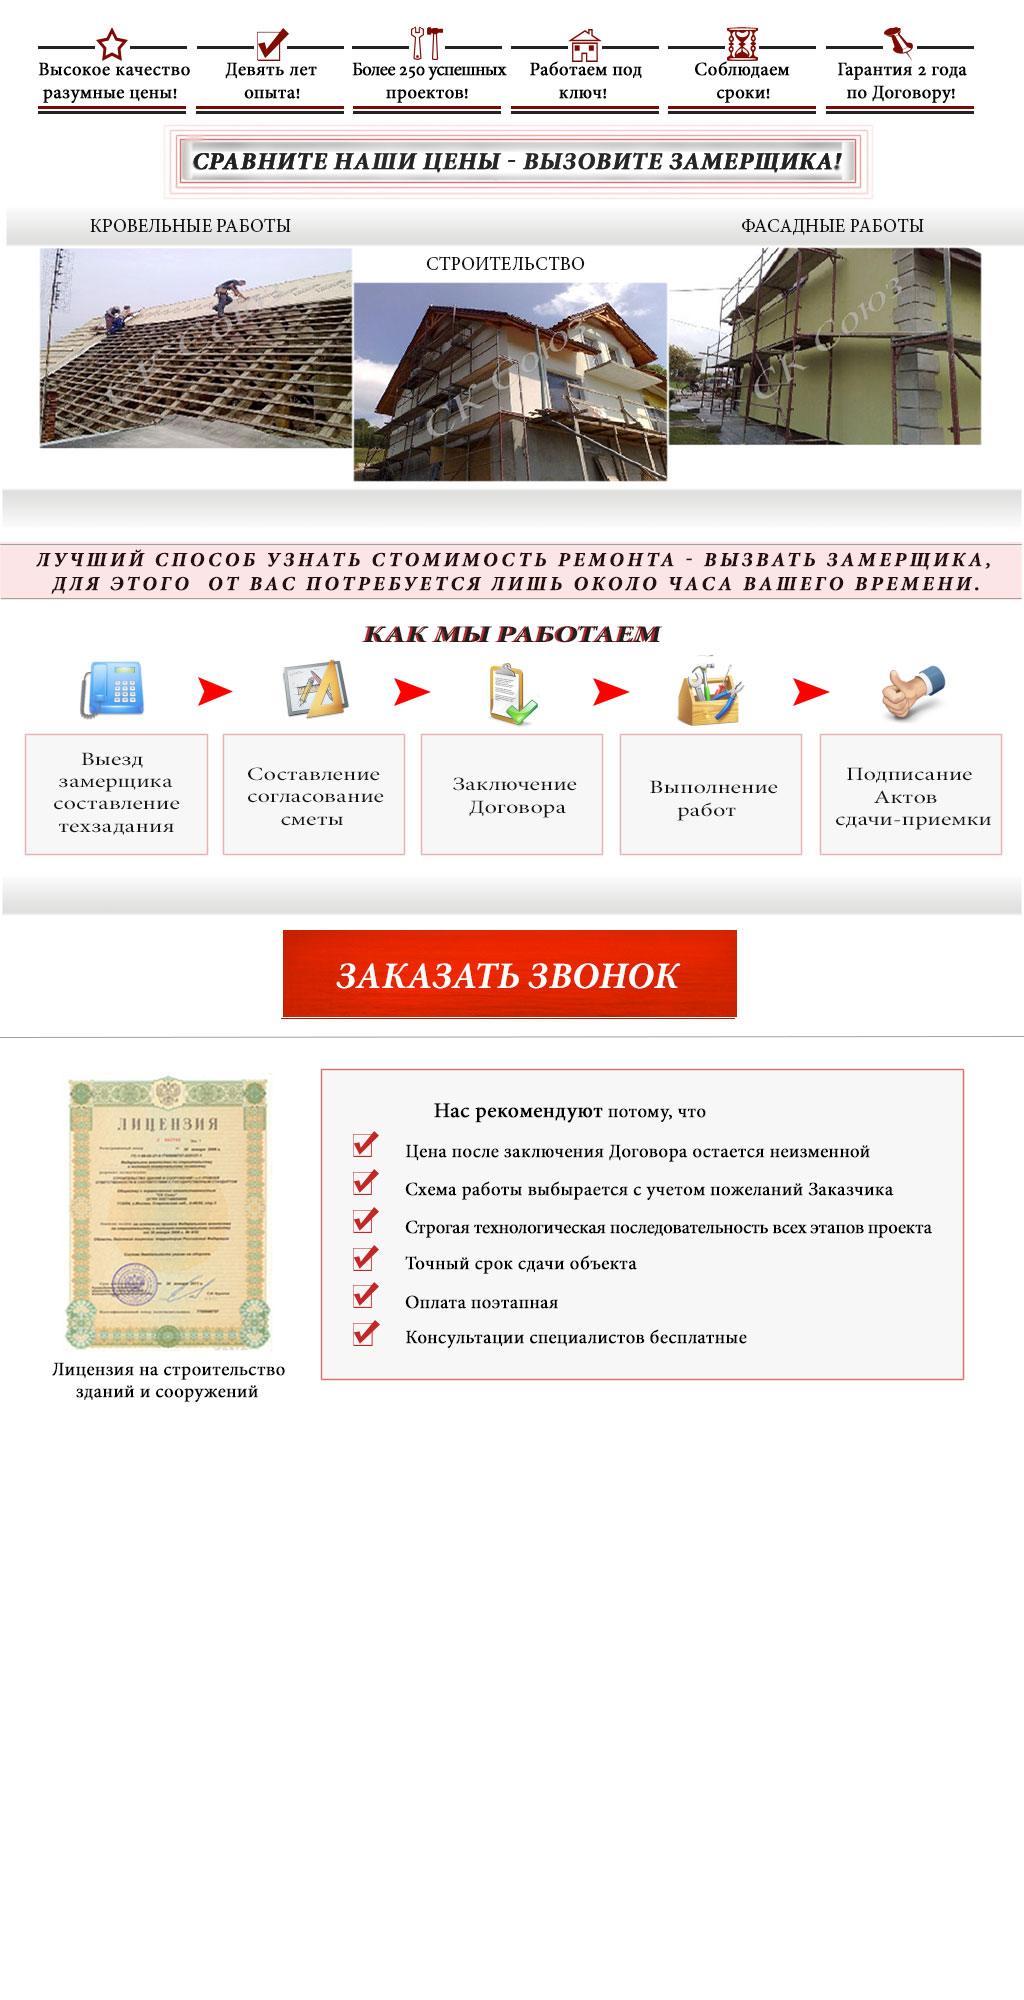 Высокое качество
разумные цены!
Девять лет
опыта!
Более 250 успешных
проектов!
Работаем под
ключ!
Соблюдаем
сроки!
Гарантия 2 года
по Договору!
СРАВНИТЕ НАШИ ЦЕНЫ - ВЫЗОВИТЕ ЗАМЕРЩИКА!
КРОВЕЛЬНЫЕ РАБОТЫ
СТРОИТЕЛЬСТВО
ФАСАДНЫЕ РАБОТЫ
СК Союз
СК Союз
СК Союз
ЛУЧШИЙ СПОСОБ УЗНАТЬ СТОМИМОСТЬ РЕМОНТА - ВЫЗВАТЬ ЗАМЕРЩИКА,
ДЛЯ ЭТОГО ОТ ВАС ПОТРЕБУЕТСЯ ЛИШЬ ОКОЛО ЧАСА ВАШЕГО ВРЕМЕНИ.
КАК МЫ РАБОТАЕМ
Выезд
замерщика
составление
техзадания
Составление
согласование
сметы
Заключение
Договора
Выполнение
работ
Подписание
Актов
сдачи-приемки
ЗАКАЗАТЬ ЗВОНОК
ЛИЦЕНЗИЯ
Лицензия на строительство
зданий и сооружений
Нас рекомендуют потому, что
Цена после заключения Договора остается неизменной
Схема работы выбырается с учетом пожеланий Заказчика
Строгая технологическая последовательность всех этапов проекта
Точный срок сдачи объекта
Оплата поэтапная
Консультации специалистов бесплатные